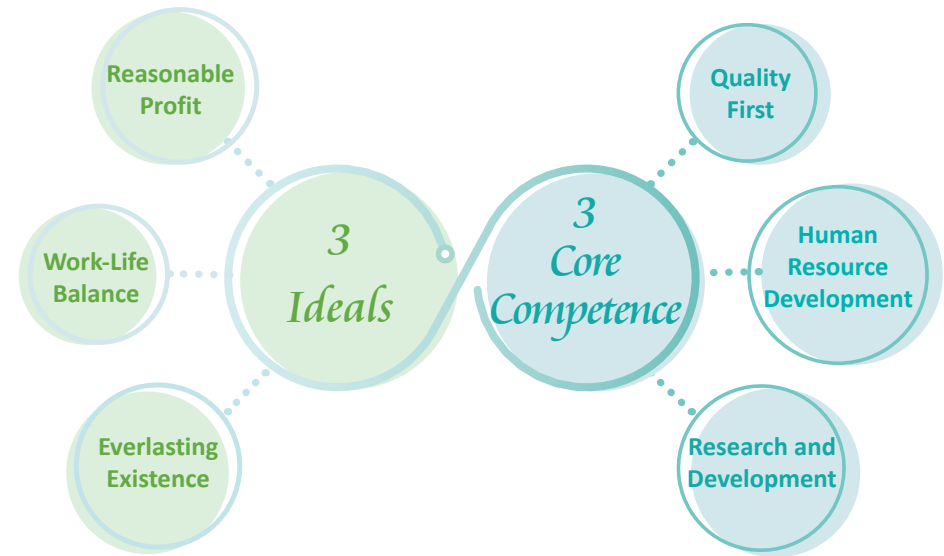 Reasonable
Profit
Work-Life
Balance
Everlasting
Existence
3
Ideals
3
Core
Competence
Quality
First
Human
Resource
Development
Research and
Development